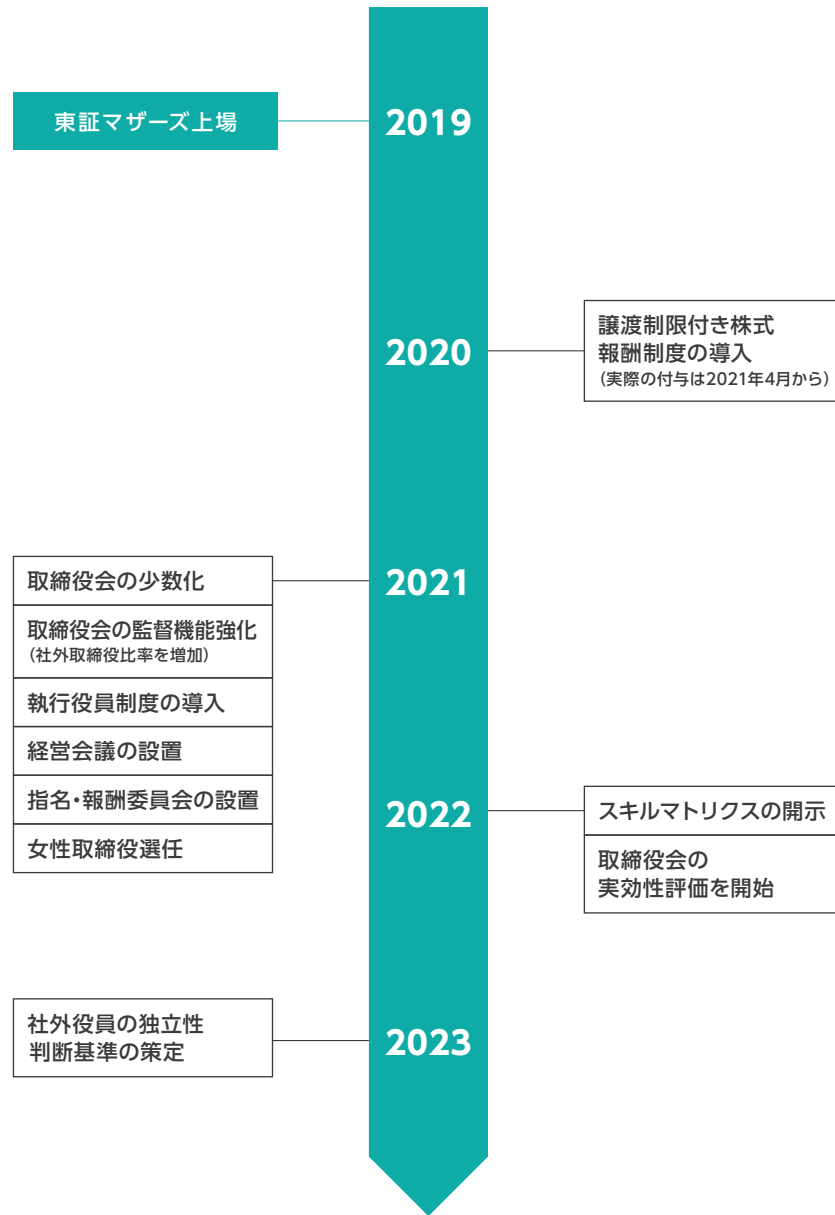 東証マザーズ上場
2019
2020
譲渡制限付き株式
報酬制度の導入
(実際の付与は2021年4月から)
2021
取締役会の少数化
取締役会の監督機能強化
(社外取締役比率を増加)
執行役員制度の導入
経営会議の設置
指名・報酬委員会の設置
女性取締役選任
2022
スキルマトリクスの開示
取締役会の
実効性評価を開始
社外役員の独立性
判断基準の策定
2023